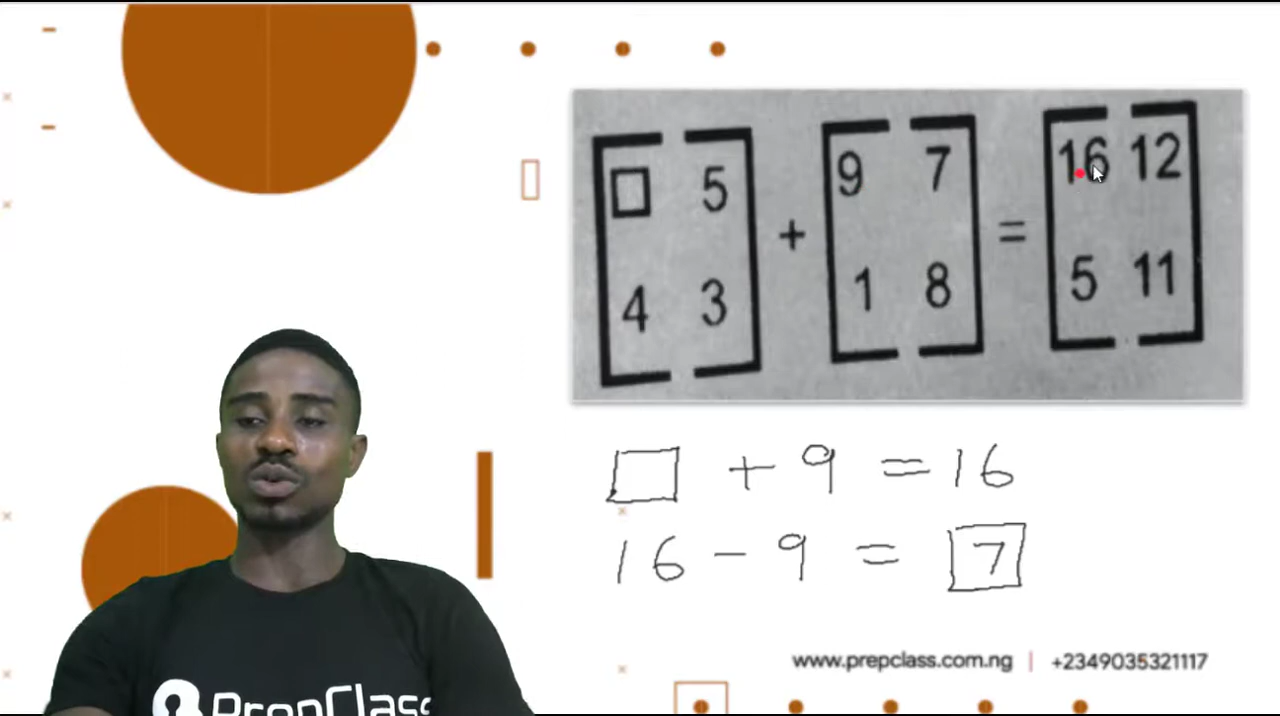 □ 5 9 7 16 12
+ =
4 3 1 8 5 11
□ + 9 = 16
16 - 9 = 7
www.prepclass.com.ng | +2349035321117
PrepClass